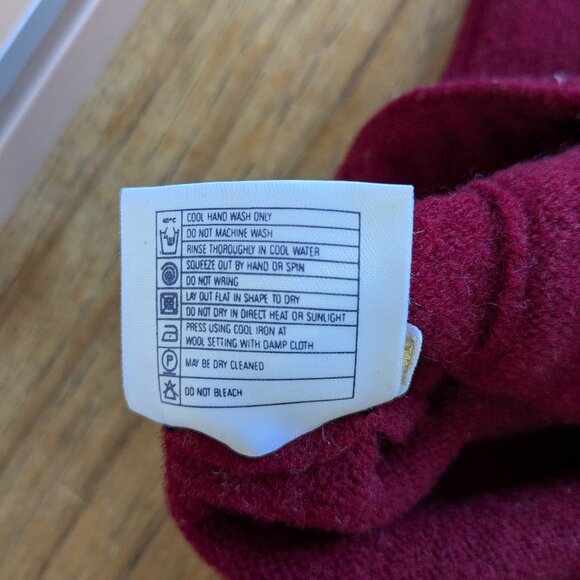 40°C
COOL HAND WASH ONLY
DO NOT MACHINE WASH
RINSE THOROUGHLY IN COOL WATER
SQUEEZE OUT BY HAND OR SPIN
DO NOT WRING
LAY OUT FLAT IN SHAPE TO DRY
DO NOT DRY IN DIRECT HEAT OR SUNLIGHT
PRESS USING COOL IRON AT
WOOL SETTING WITH DAMP CLOTH
P
MAY BE DRY CLEANED
DO NOT BLEACH